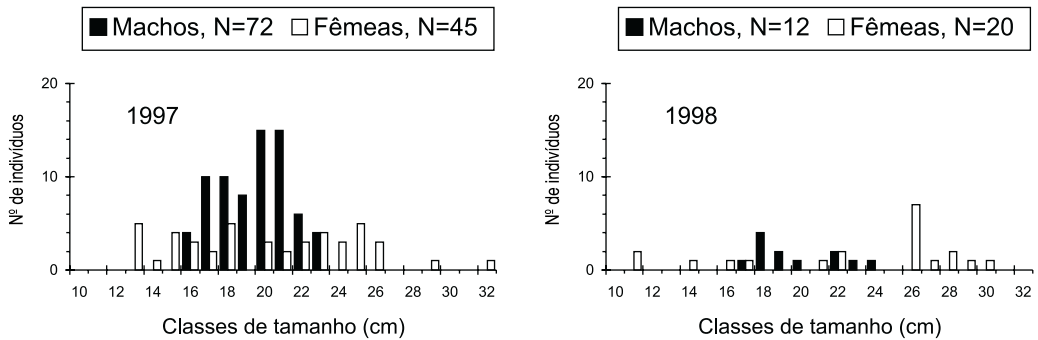 Machos, N=72 Fêmeas, N=45
20
10
0
Nº de indivíduos
1997
10 12 14 16 18 20 22 24 26 28 30 32
Classes de tamanho (cm)
Machos, N=12 Fêmeas, N=20
20
10
0
Nº de indivíduos
1998
10 12 14 16 18 20 22 24 26 28 30 32
Classes de tamanho (cm)